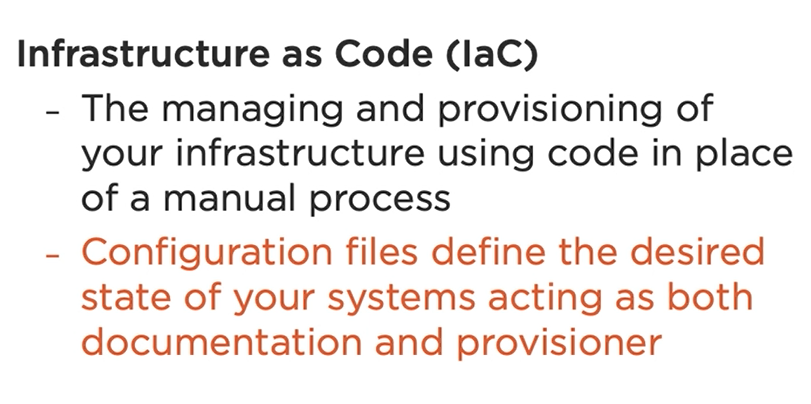 Infrastructure as Code (IaC)
- The managing and provisioning of
your infrastructure using code in place
of a manual process
- Configuration files define the desired
state of your systems acting as both
documentation and provisioner